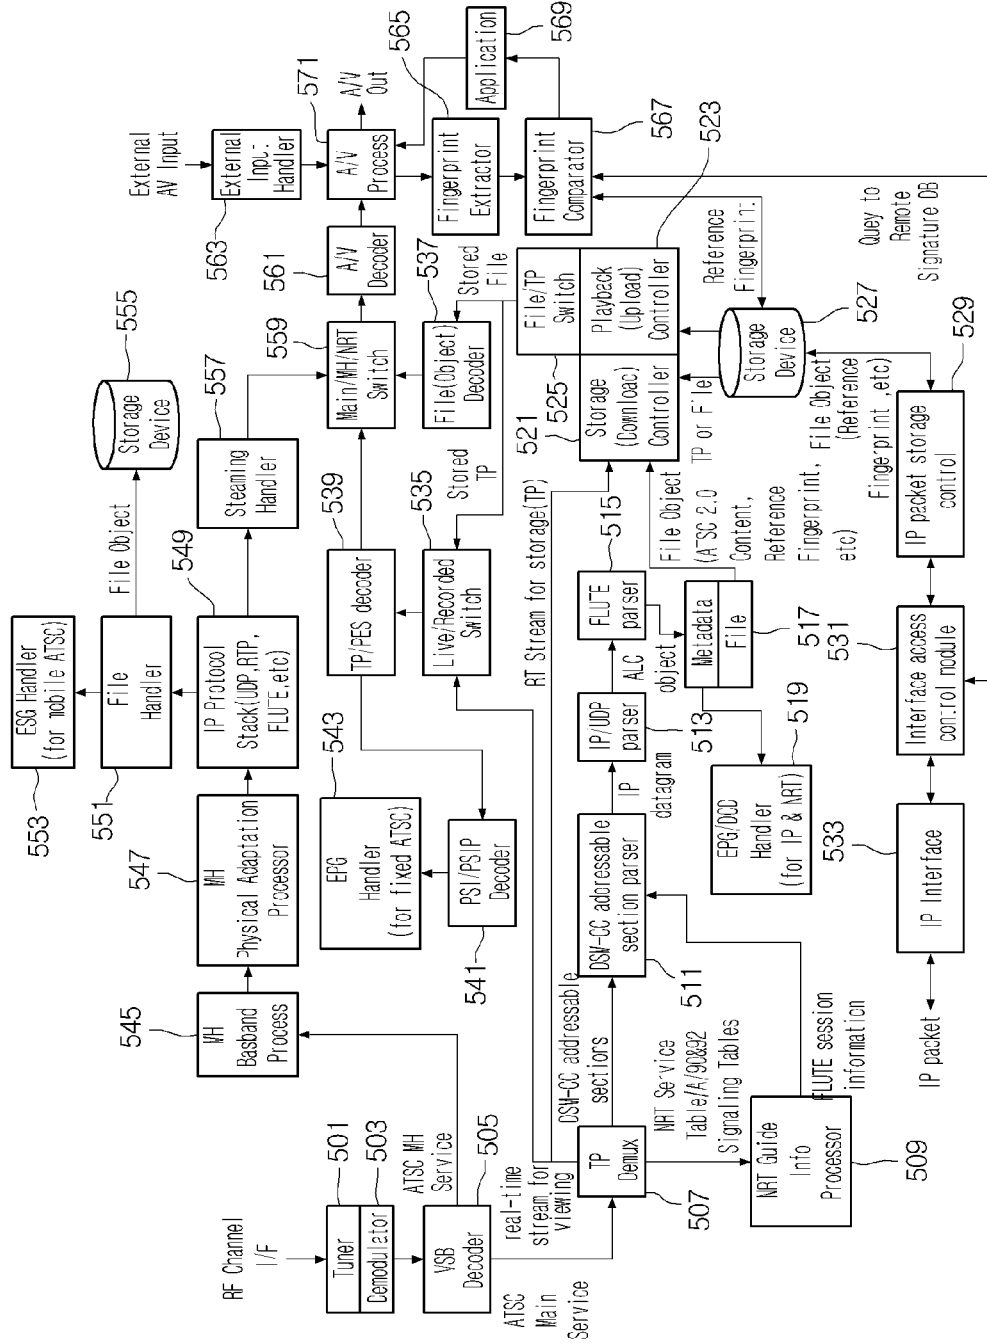 RF Channel
I/F
Tuner
Demodulator
501
503
VSB
Decoder
505
ATSC MH
Service
ATSC
Main
Service
real-time
stream for
viewing
TP
Demux
507
DSM-CC addressable
sections
NRT Service
Table/A/90&92
Signaling Tables
NRT Guide
Info
Processor
509
FLUTE session
information
MH
Basband
Process
545
MH
Physical Adaptation
Processor
547
IP Protocol
Stack(UDP,RTP,
FLUTE,etc)
549
File
Handler
551
ESG Handler
(for mobile ATSC)
553
File Object
Storage
Device
555
Steaming
Handler
557
EPG
Handler
(for fixed ATSC)
543
PSI/PSIP
Decoder
541
TP/PES decoder
539
Live/Recorded
Switch
535
Stored
TP
Main/MH/NRT
Switch
559
File(Object)
Decoder
537
Stored
File
A/V
Decoder
561
External
AV Input
External
Inpu.
Handler
563
A/V
Process
571
A/V
Out
Fingerprint
Extractor
565
Fingerprint
Comparator
567
Application
569
RT Stream for storage(TP)
DSM-CC addressable
section parser
511
IP
datagram
IP/UDP
parser
513
ALC
object
FLUTE
parser
515
Metadata
File
517
EPG/DCD
Handler
(for IP & NRT)
519
File Object
(ATSC 2.0
Content,
Reference
Fingerprint,
etc)
Storage
(Downloac)
Controller
521
File/TP
Switch
525
Playback
(Upload)
Controller
523
TP or File
Storage
Device
527
Reference
Fingerprin.
File Object
(Reference
Fingerprint ,etc)
Quey to
Remote
Signature DB
IP packet
IP Interface
533
Interface access
con.rol module
531
IP packet storage
control
529